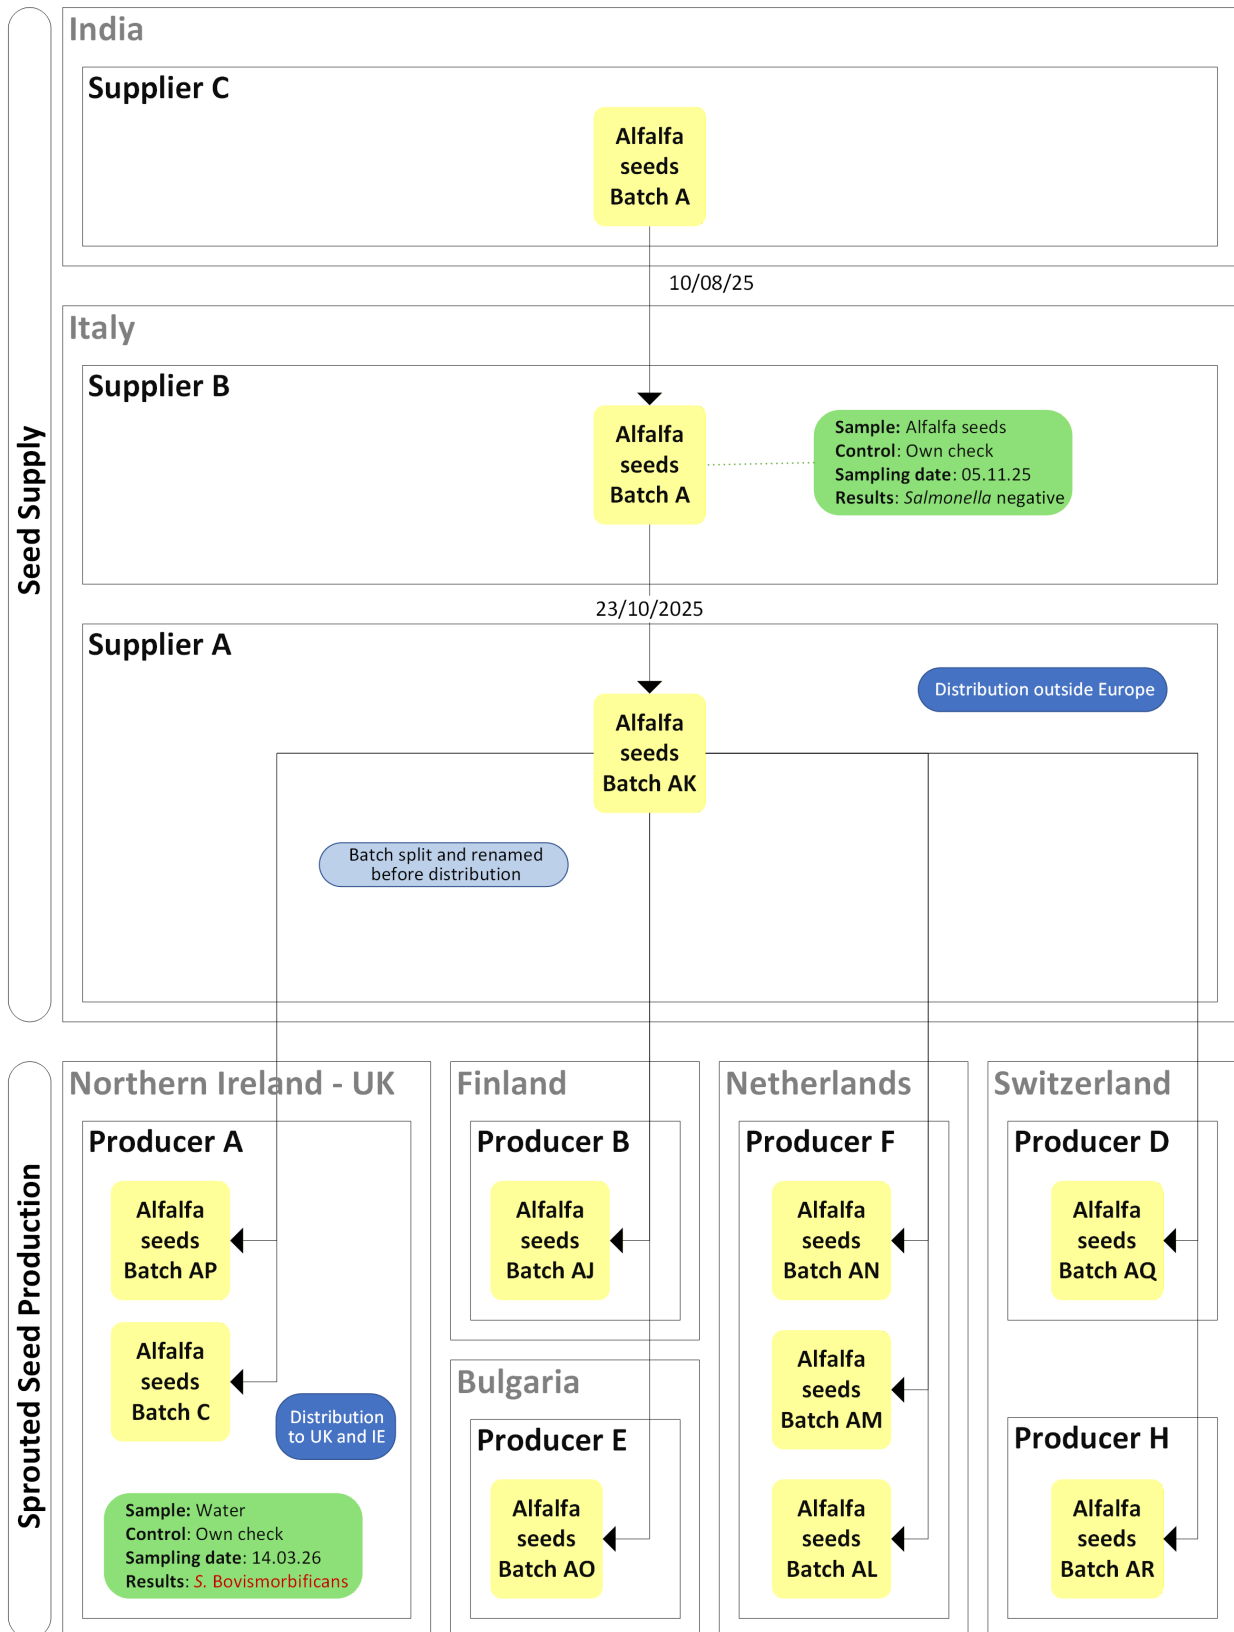 India
Supplier C
Alfalfa
seeds
Batch A
10/08/25
Italy
Seed Supply
Supplier B
Alfalfa
seeds
Batch A
Sample: Alfalfa seeds
Control: Own check
Sampling date: 05.11.25
Results: Salmonella negative
23/10/2025
Supplier A
Distribution outside Europe
Alfalfa
seeds
Batch AK
Batch split and renamed
before distribution
Sprouted Seed Production
Northern Ireland - UK
Producer A
Alfalfa
seeds
Batch AP
Alfalfa
seeds
Batch C
Distribution
to UK and IE
Sample: Water
Control: Own check
Sampling date: 14.03.26
Results: S. Bovismorbificans
Finland
Producer B
Alfalfa
seeds
Batch AJ
Bulgaria
Producer E
Alfalfa
seeds
Batch AO
Netherlands
Producer F
Alfalfa
seeds
Batch AN
Alfalfa
seeds
Batch AM
Alfalfa
seeds
Batch AL
Switzerland
Producer D
Alfalfa
seeds
Batch AQ
Producer H
Alfalfa
seeds
Batch AR